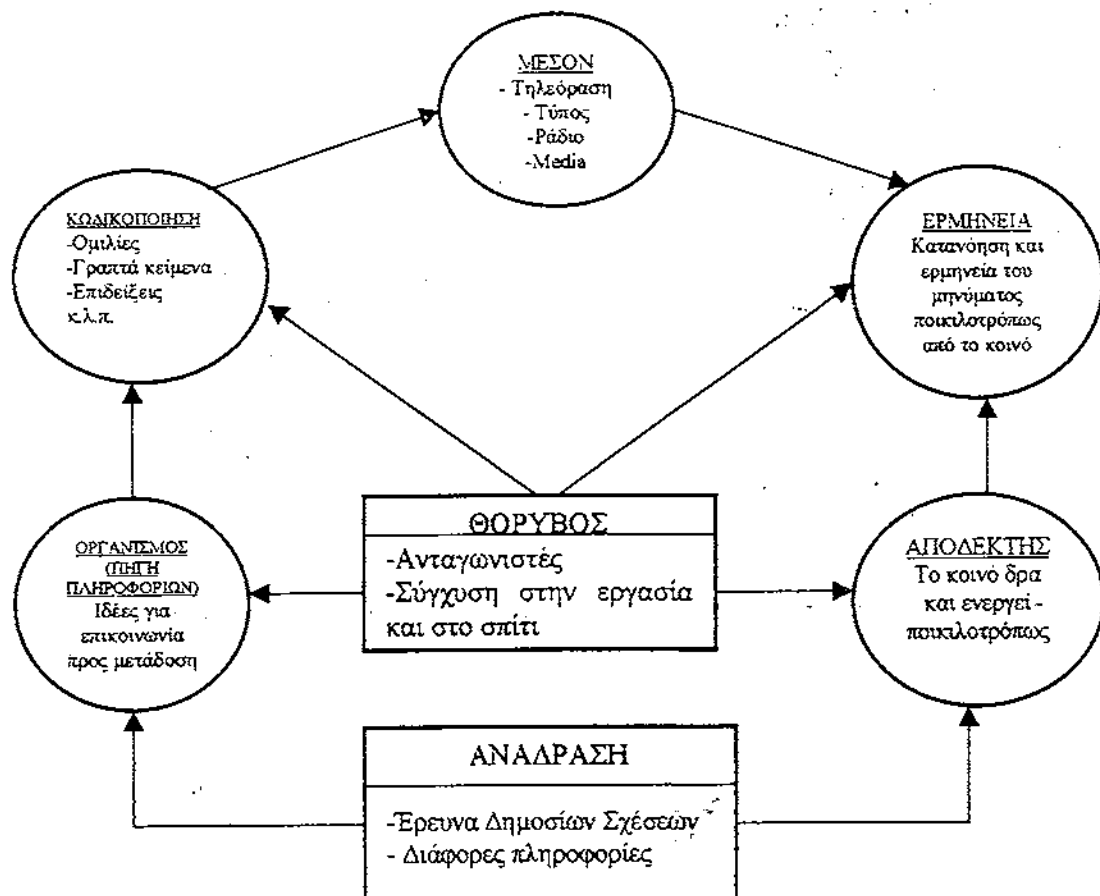 ΜΕΣΟΝ
- Τηλεόραση
- Τύπος
-Ράδιο
-Media
ΚΩΔΙΚΟΠΟΙΗΣΗ
-Ομιλίες
-Γραπτά κείμενα
-Επιδείξεις
κ.λ.π.
ΕΡΜΗΝΕΙΑ
Κατανόηση και
ερμηνεία του
μηνύματος
ποικιλοτρόπως
από το κοινό
ΟΡΓΑΝΙΣΜΟΣ
(ΠΗΓΗ
ΠΛΗΡΟΦΟΡΙΩΝ)
Ιδέες για
επικοινωνία
προς μετάδοση
ΘΟΡΥΒΟΣ
-Ανταγωνιστές
-Σύγχυση στην εργασία
και στο σπίτι
ΑΠΟΔΕΚΤΗΣ
Το κοινό δρα
και ενεργεί -
ποικιλοτρόπως
ΑΝΑΔΡΑΣΗ
-Έρευνα Δημοσίων Σχέσεων
- Διάφορες πληροφορίες